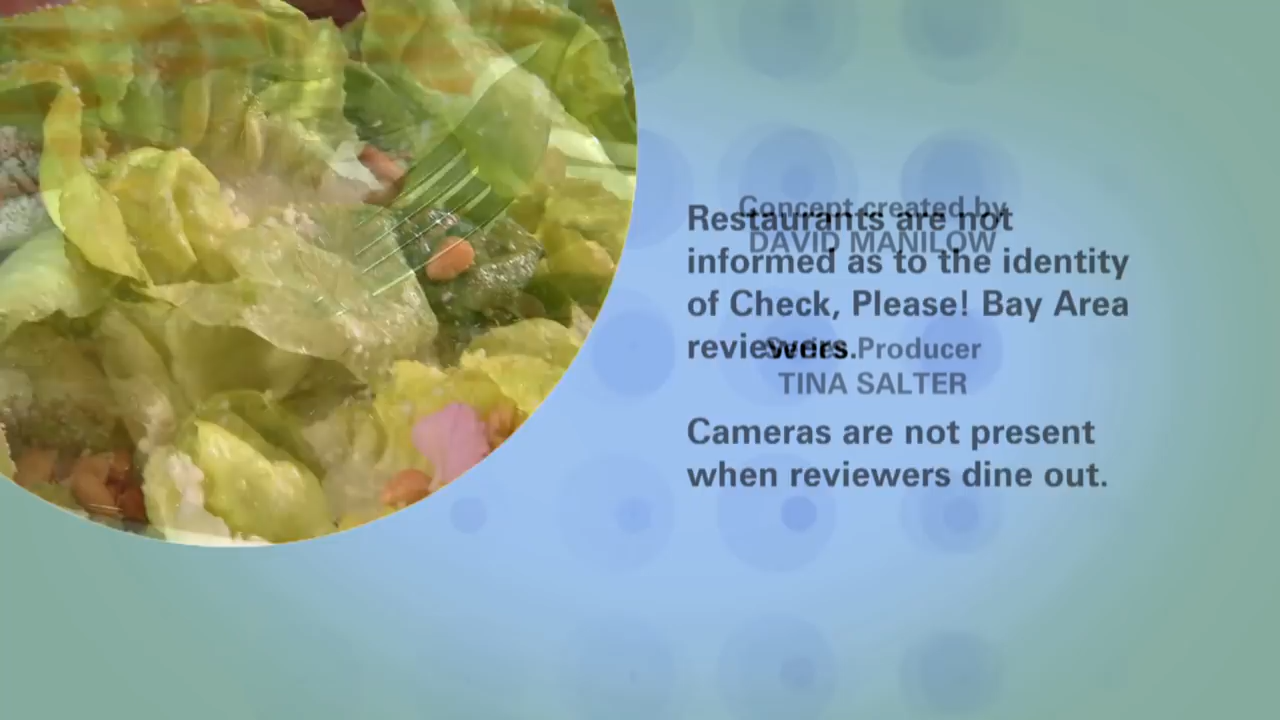 Concept created by
DAVID MANILOW
Restaurants are not
informed as to the identity
of Check, Please! Bay Area
reviewers.
Producer
TINA SALTER
Cameras are not present
when reviewers dine out.